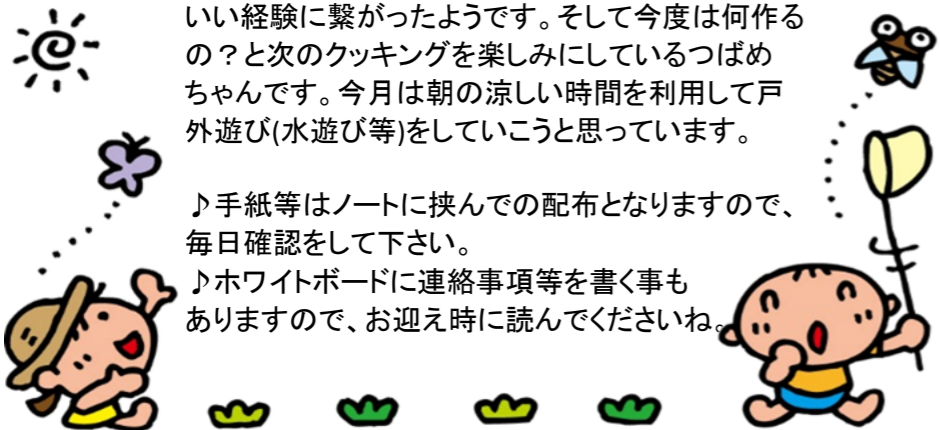 いい経験に繋がったようです。そして今度は何作る
の？と次のクッキングを楽しみにしているつばめ
ちゃんです。今月は朝の涼しい時間を利用して戸
外遊び(水遊び等)をしていこうと思っています。
♪手紙等はノートに挟んでの配布となりますので、
毎日確認をして下さい。
♪ホワイトボードに連絡事項等を書く事も
ありますので、お迎え時に読んでくださいね。